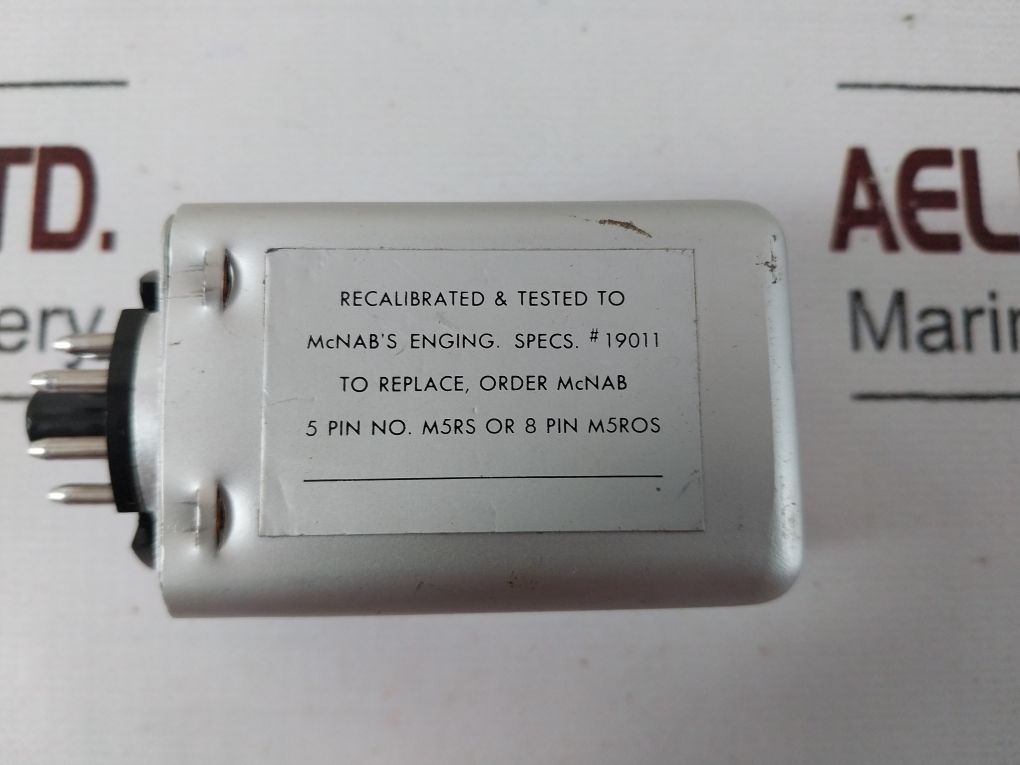 RECALIBRATED & TESTED TO
McNAB'S ENGING. SPECS. #19011
TO REPLACE, ORDER McNAB
5 PIN NO. M5RS OR 8 PIN M5ROS
TD.
ery
AEL
Marin